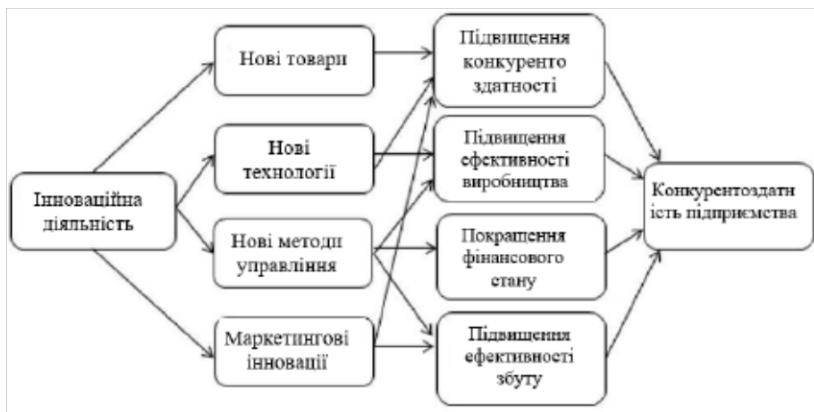 Інноваційна
діяльність
Нові товари
Нові
технології
Нові методи
управління
Маркетингові
інновації
Підвищення
конкуренто
здатності
Підвищення
ефективності
виробництва
Покращення
фінансового
стану
Підвищення
ефективності
збуту
Конкурентоздатн
ість підприємства